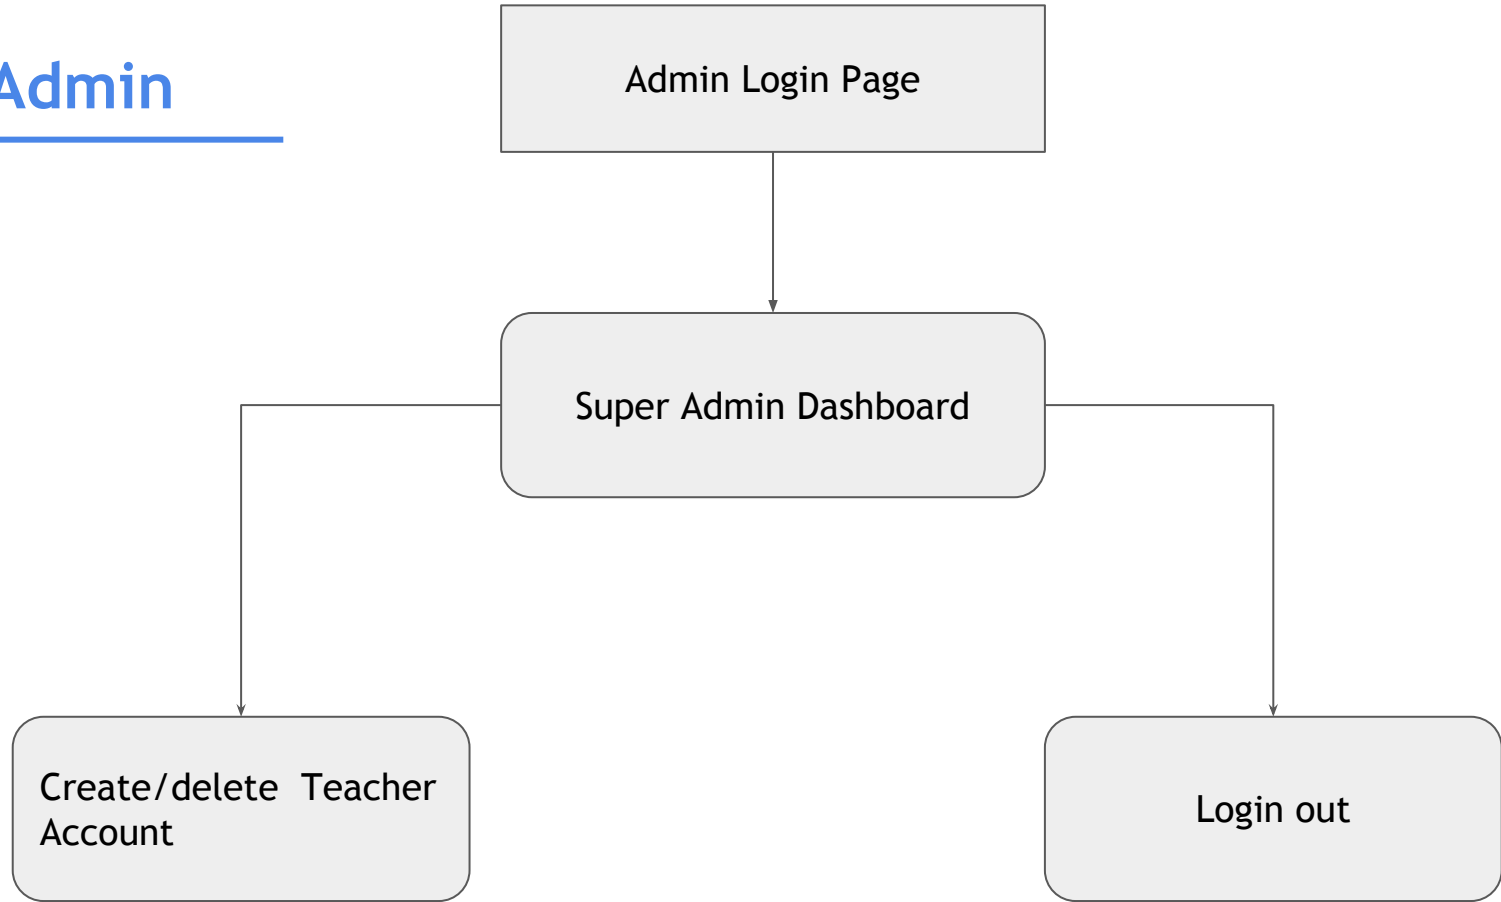 Admin
Admin Login Page
Super Admin Dashboard
Create/delete Teacher
Account
Login out